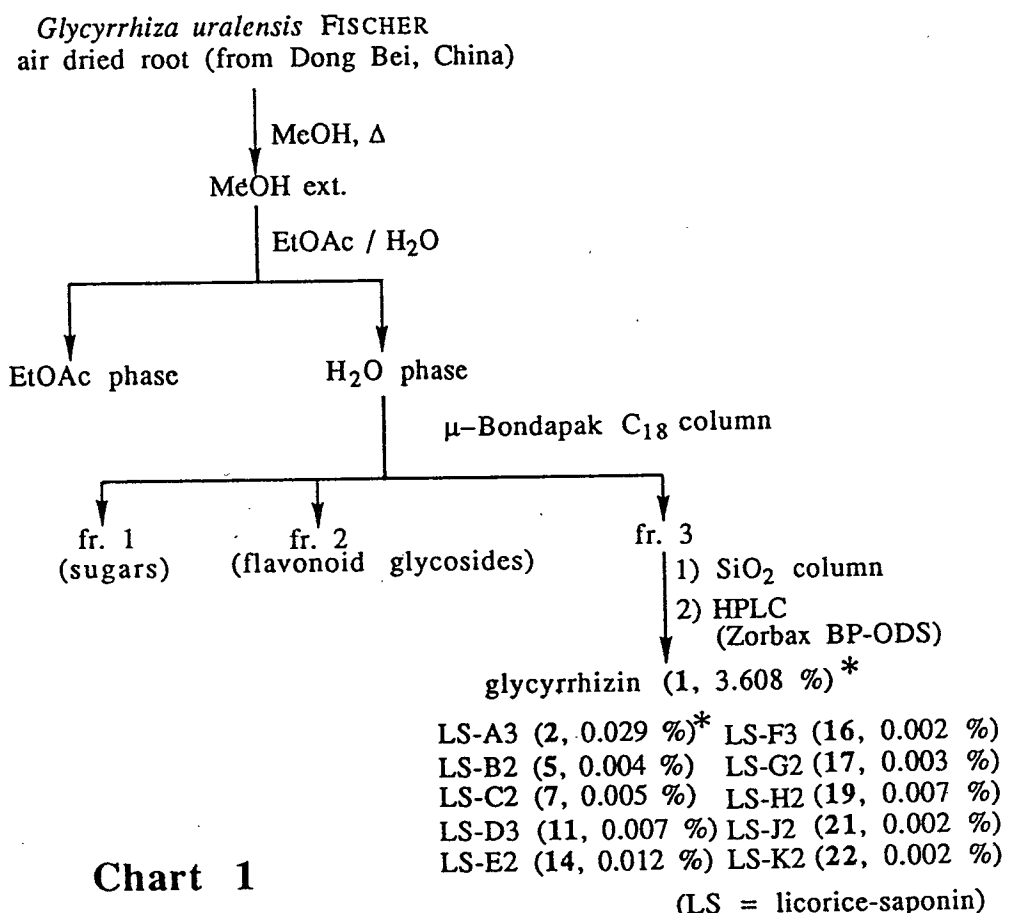 Glycyrrhiza uralensis FISCHER
air dried root (from Dong Bei, China)
MeOH, Δ
MeOH ext.
EtOAc / H₂O
EtOAc phase
H₂O phase
μ–Bondapak C₁₈ column
fr. 1
(sugars)
fr. 2
(flavonoid glycosides)
fr. 3
1) SiO₂ column
2) HPLC
(Zorbax BP-ODS)
glycyrrhizin (1, 3.608 %)*
LS-A3 (2, 0.029 %)* LS-F3 (16, 0.002 %)
LS-B2 (5, 0.004 %) LS-G2 (17, 0.003 %)
LS-C2 (7, 0.005 %) LS-H2 (19, 0.007 %)
LS-D3 (11, 0.007 %) LS-J2 (21, 0.002 %)
LS-E2 (14, 0.012 %) LS-K2 (22, 0.002 %)
(LS = licorice-saponin)
Chart 1